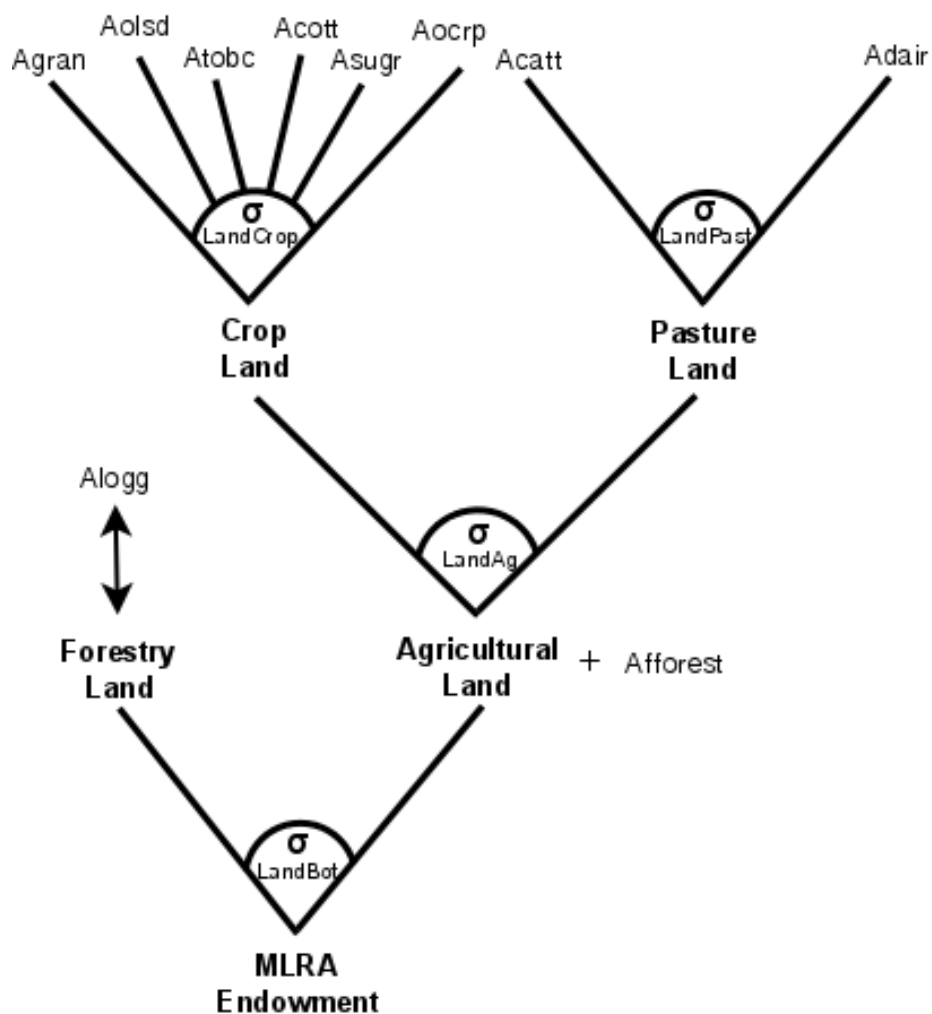 Agran
Aolsd
Atobc
Acott
Asugr
Aocrp
Acatt
Adair
σ
LandCrop
σ
LandPast
Crop
Land
Pasture
Land
Alogg
σ
LandAg
Forestry
Land
Agricultural
Land
+ Afforest
σ
LandBot
MLRA
Endowment